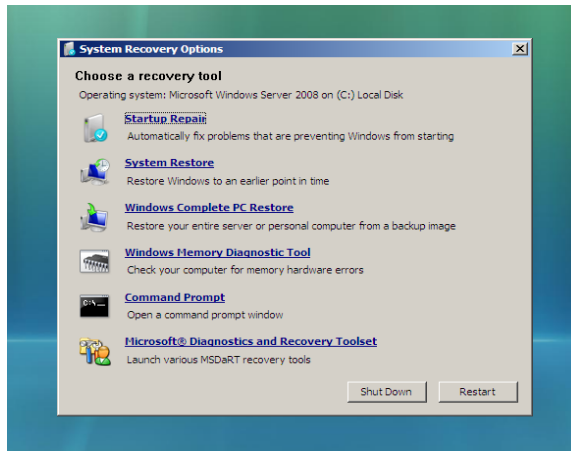 System Recovery Options
Choose a recovery tool
Operating system: Microsoft Windows Server 2008 on (C:) Local Disk
Startup Repair
Automatically fix problems that are preventing Windows from starting
System Restore
Restore Windows to an earlier point in time
Windows Complete PC Restore
Restore your entire server or personal computer from a backup image
Windows Memory Diagnostic Tool
Check your computer for memory hardware errors
C:\_
Command Prompt
Open a command prompt window
Microsoft® Diagnostics and Recovery Toolset
Launch various MSDaRT recovery tools
Shut Down Restart